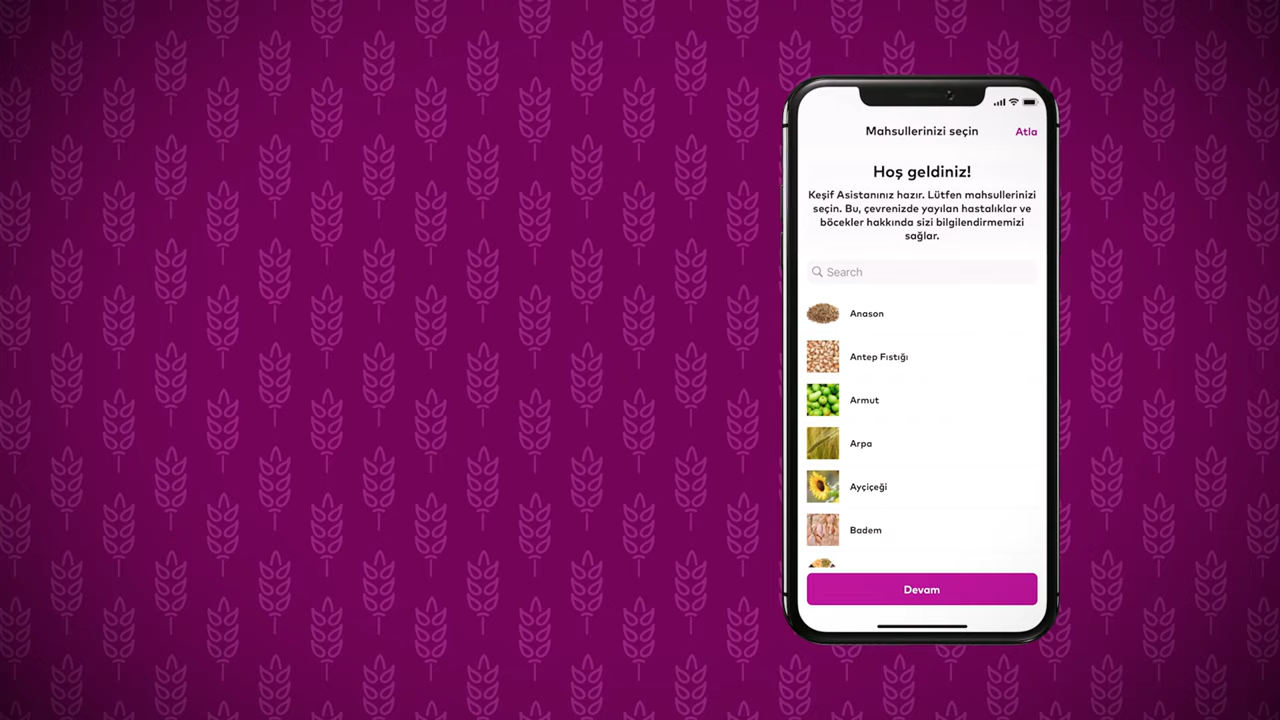 Mahsullerinizi seçin
Atla
Hoş geldiniz!
Keşif Asistanınız hazır. Lütfen mahsullerinizi
seçin. Bu, çevrenizde yayılan hastalıklar ve
böcekler hakkında sizi bilgilendirmemizi
sağlar.
Search
Anason
Antep Fıstığı
Armut
Arpa
Ayçiçeği
Badem
Devam